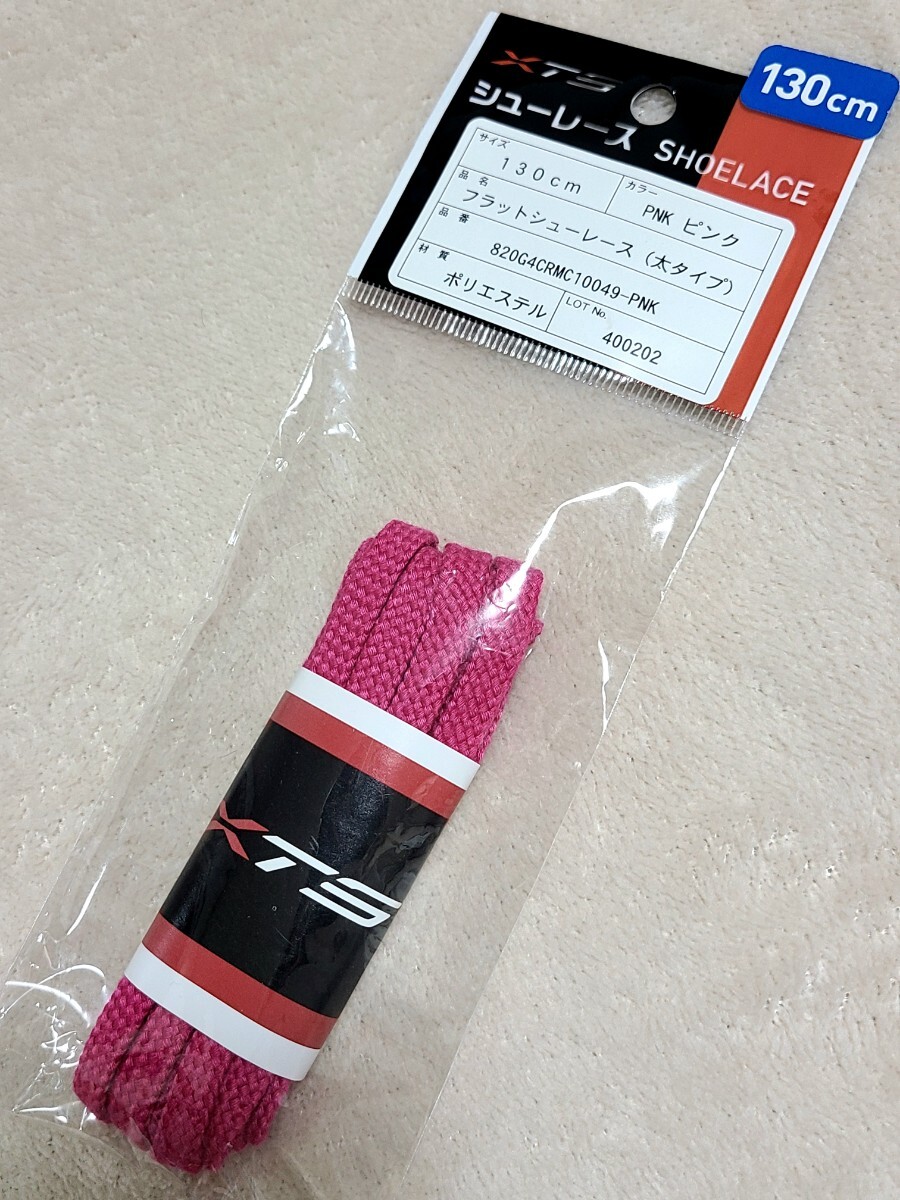 XTS
130cm
シューレース SHOELACE
サイズ 130cm カラー PNK ピンク
品名 フラットシューレース (太タイプ)
品番 820G4CRMC10049-PNK
材質 ポリエステル LOT No. 400202
XTS